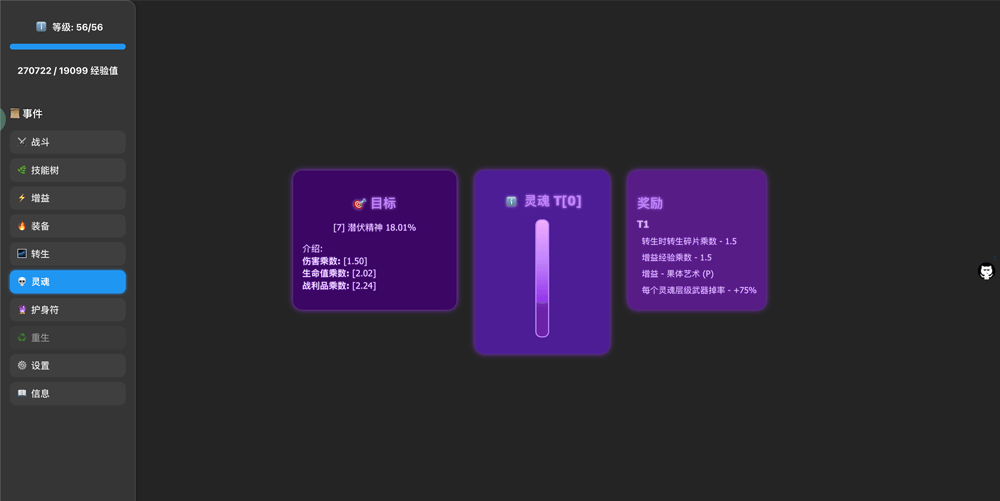 等级: 56/56
270722 / 19099 经验值
事件
战斗
技能树
增益
装备
转生
灵魂
护身符
重生
设置
信息
目标
[7] 潜伏精神 18.01%
介绍:
伤害乘数: [1.50]
生命值乘数: [2.02]
战利品乘数: [2.24]
灵魂 T[0]
奖励
T1
转生时转生碎片乘数 - 1.5
增益经验乘数 - 1.5
增益 - 果体艺术 (P)
每个灵魂层级武器掉率 - +75%